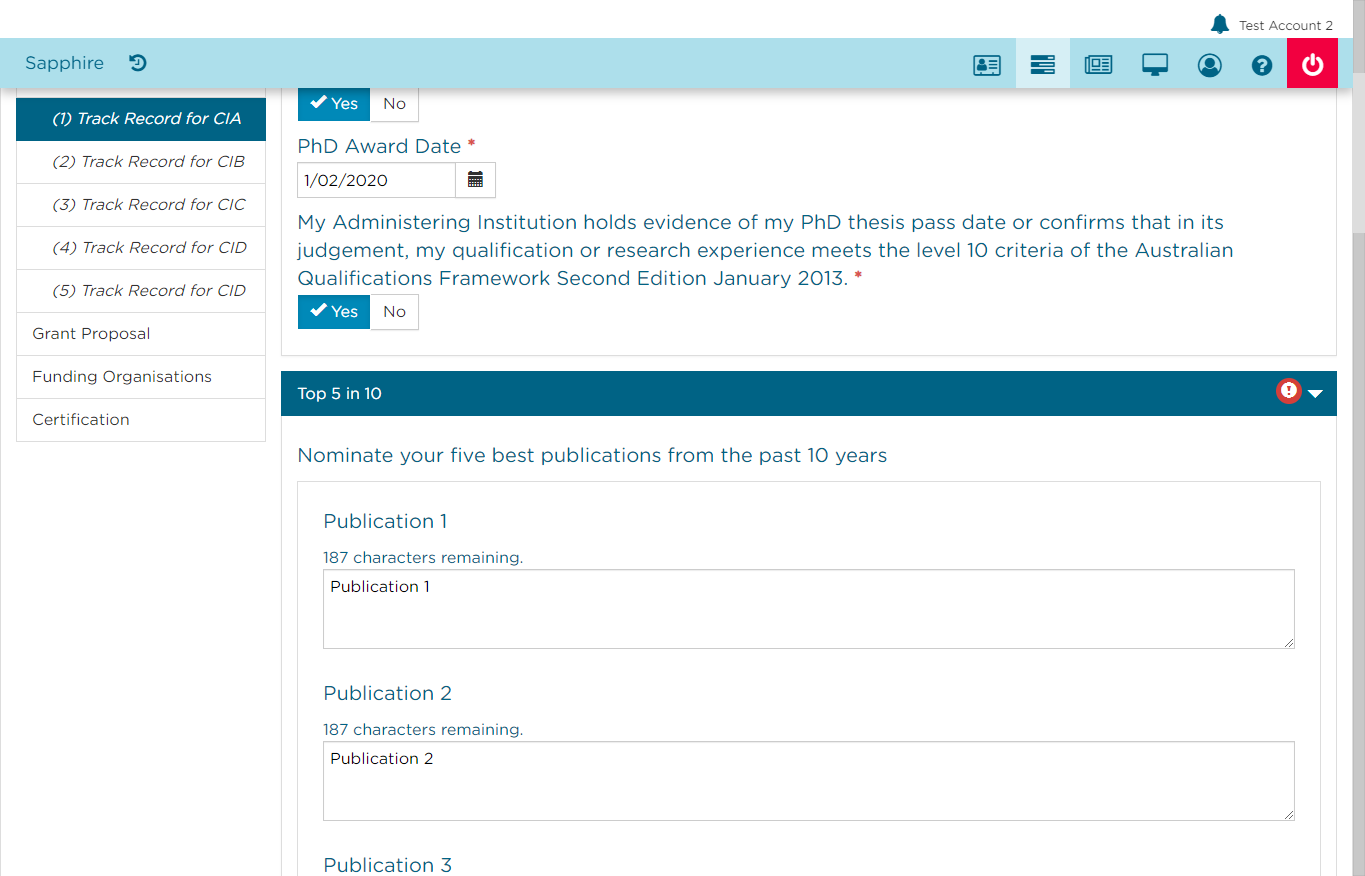 Test Account 2
Sapphire
(1) Track Record for CIA
(2) Track Record for CIB
(3) Track Record for CIC
(4) Track Record for CID
(5) Track Record for CID
Grant Proposal
Funding Organisations
Certification
Yes No
PhD Award Date *
1/02/2020
My Administering Institution holds evidence of my PhD thesis pass date or confirms that in its
judgement, my qualification or research experience meets the level 10 criteria of the Australian
Qualifications Framework Second Edition January 2013. *
Yes No
Top 5 in 10
Nominate your five best publications from the past 10 years
Publication 1
187 characters remaining.
Publication 1
Publication 2
187 characters remaining.
Publication 2
Publication 3